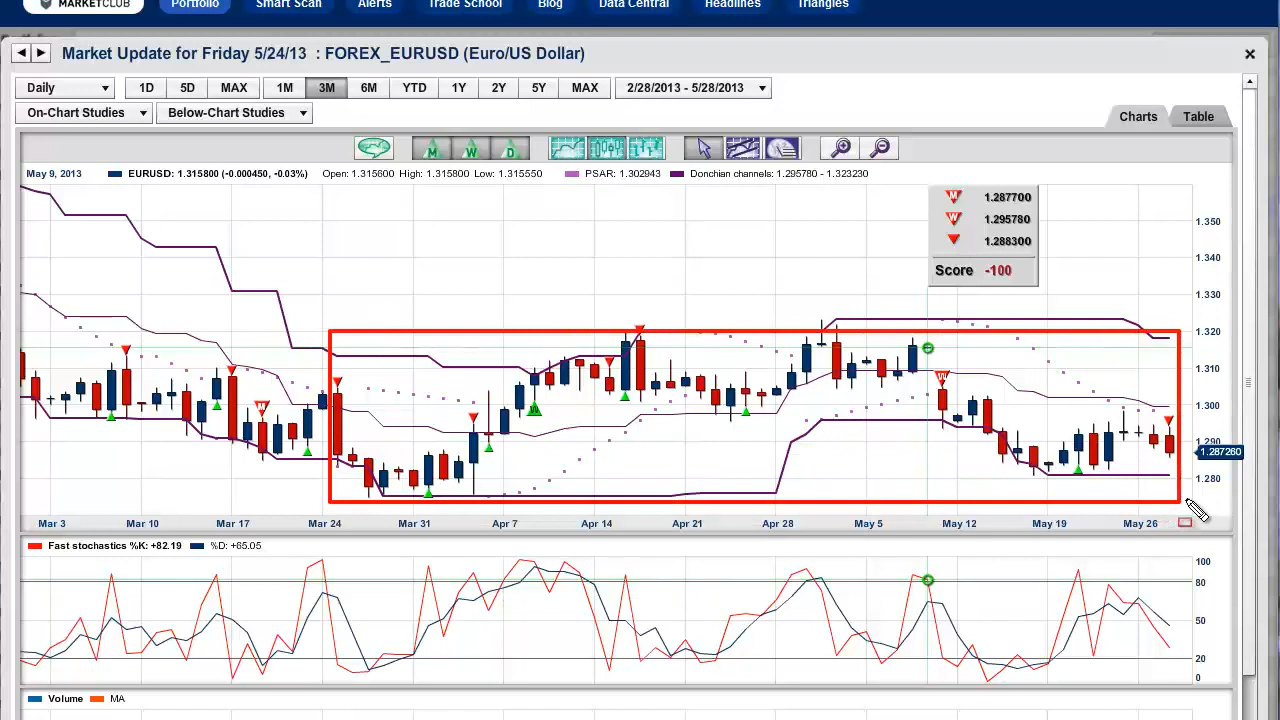 MARKETCLUB Portfolio Smart Scan Alerts Trade School Blog Data Central Headlines Triangles
Market Update for Friday 5/24/13 : FOREX_EURUSD (Euro/US Dollar)
Daily 1D 5D MAX 1M 3M 6M YTD 1Y 2Y 5Y MAX 2/28/2013 - 5/28/2013
On-Chart Studies Below-Chart Studies
Charts Table
M W D
May 9, 2013 EURUSD: 1.315800 (-0.000450, -0.03%) Open: 1.315600 High: 1.315800 Low: 1.315550 PSAR: 1.302943 Donchian channels: 1.295780 - 1.323230
M 1.287700
W 1.295780
1.288300
Score -100
1.350
1.340
1.330
1.320
1.310
1.300
1.290
1.287260
1.280
W
W
W
Mar 3 Mar 10 Mar 17 Mar 24 Mar 31 Apr 7 Apr 14 Apr 21 Apr 28 May 5 May 12 May 19 May 26
Fast stochastics %K: +82.19 %D: +65.05
100
80
50
20
0
Volume MA